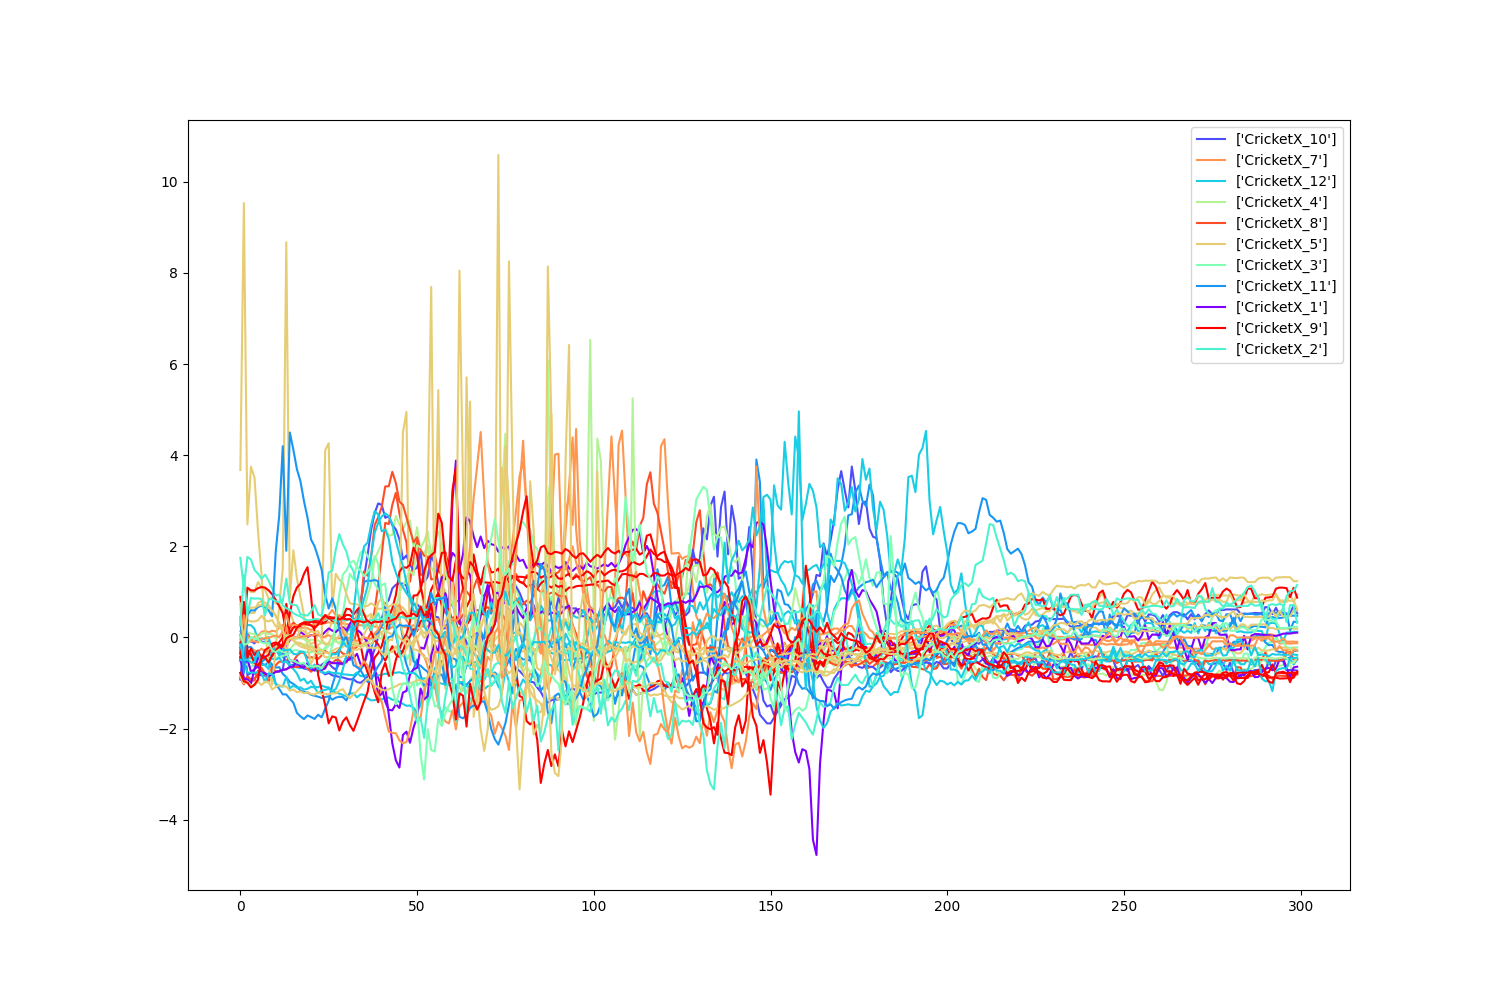 ['CricketX_10']
['CricketX_7']
['CricketX_12']
['CricketX_4']
['CricketX_8']
['CricketX_5']
['CricketX_3']
['CricketX_11']
['CricketX_1']
['CricketX_9']
['CricketX_2']
10
8
6
4
2
0
−2
−4
0 50 100 150 200 250 300